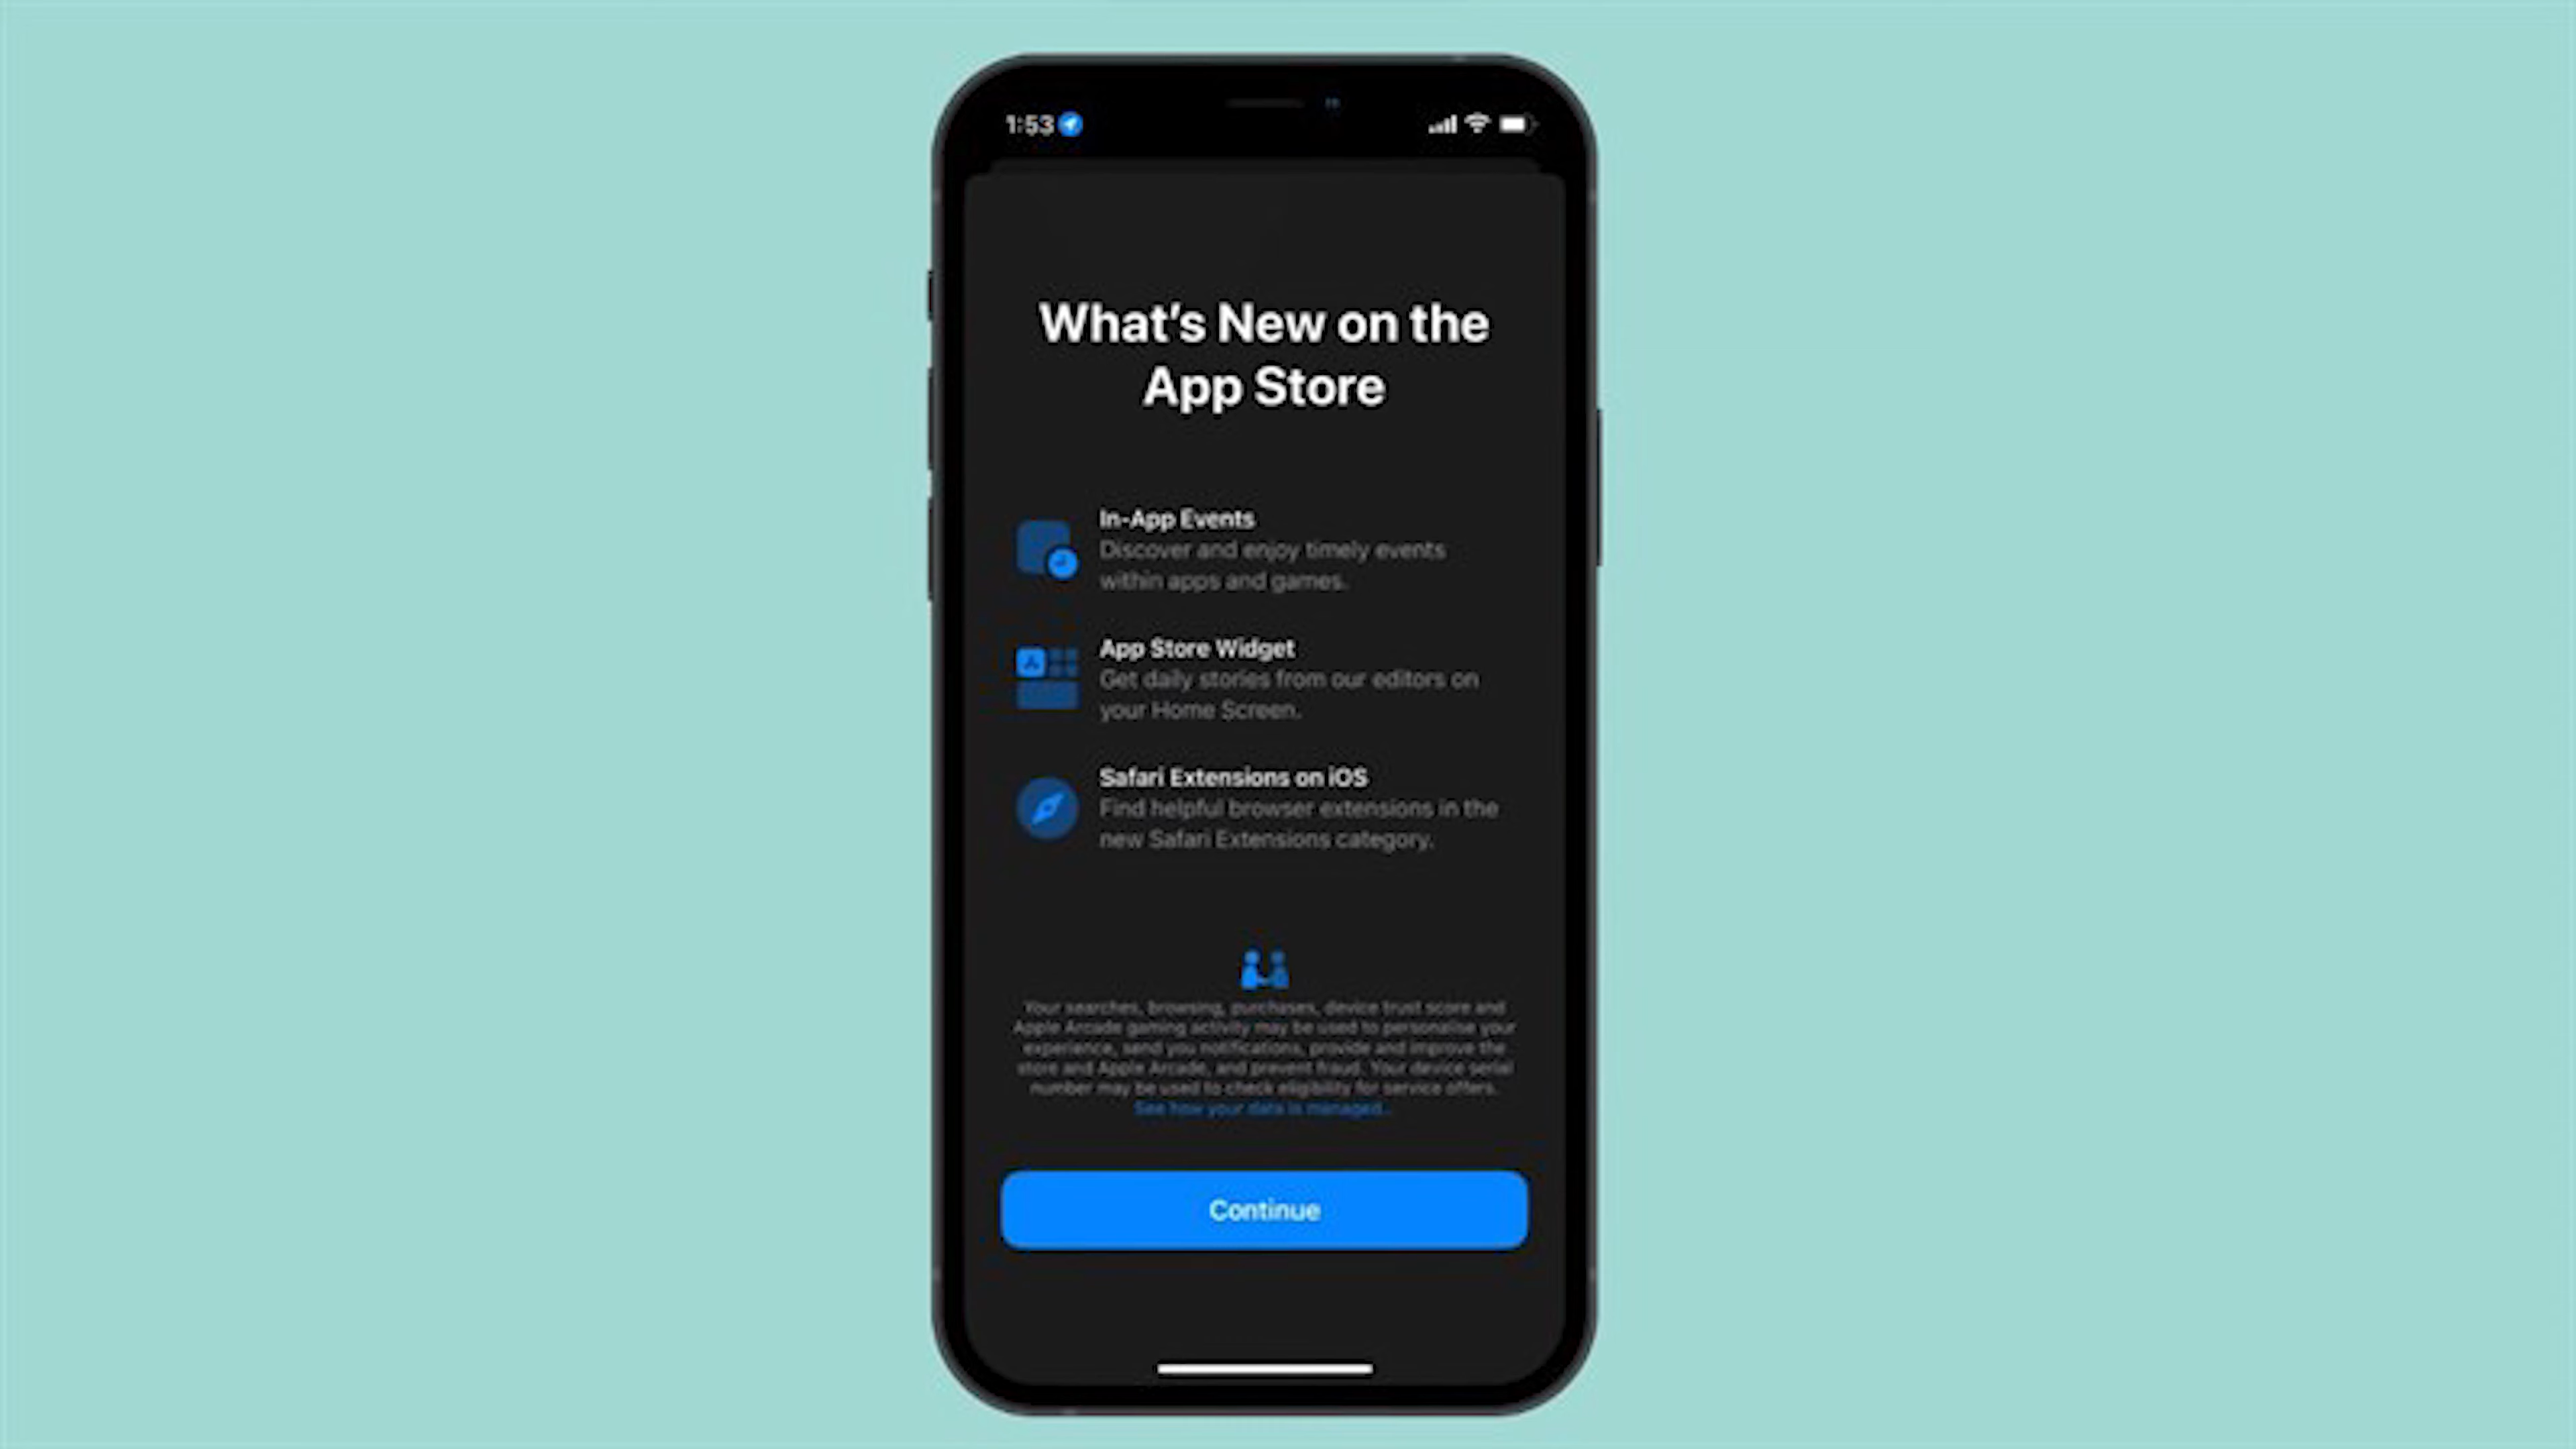 1:53
What's New on the
App Store
In-App Events
Discover and enjoy timely events
within apps and games.
App Store Widget
Get daily stories from our editors on
your Home Screen.
Safari Extensions on iOS
Find helpful browser extensions in the
new Safari Extensions category.
Your searches, browsing, purchases, device trust score and
Apple Arcade gaming activity may be used to personalise your
experience, send you notifications, provide and improve the
store and Apple Arcade, and prevent fraud. Your device serial
number may be used to check eligibility for service offers.
See how your data is managed...
Continue